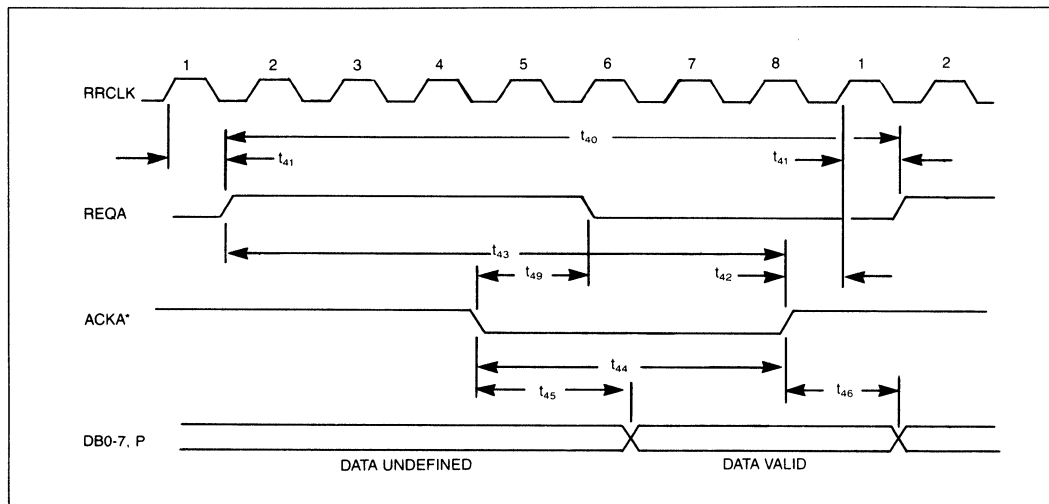 1 2 3 4 5 6 7 8 1 2
RRCLK
t40
t41 t41
REQA
t43
t49 t42
ACKA*
t44
t45 t46
DB0-7, P
DATA UNDEFINED DATA VALID